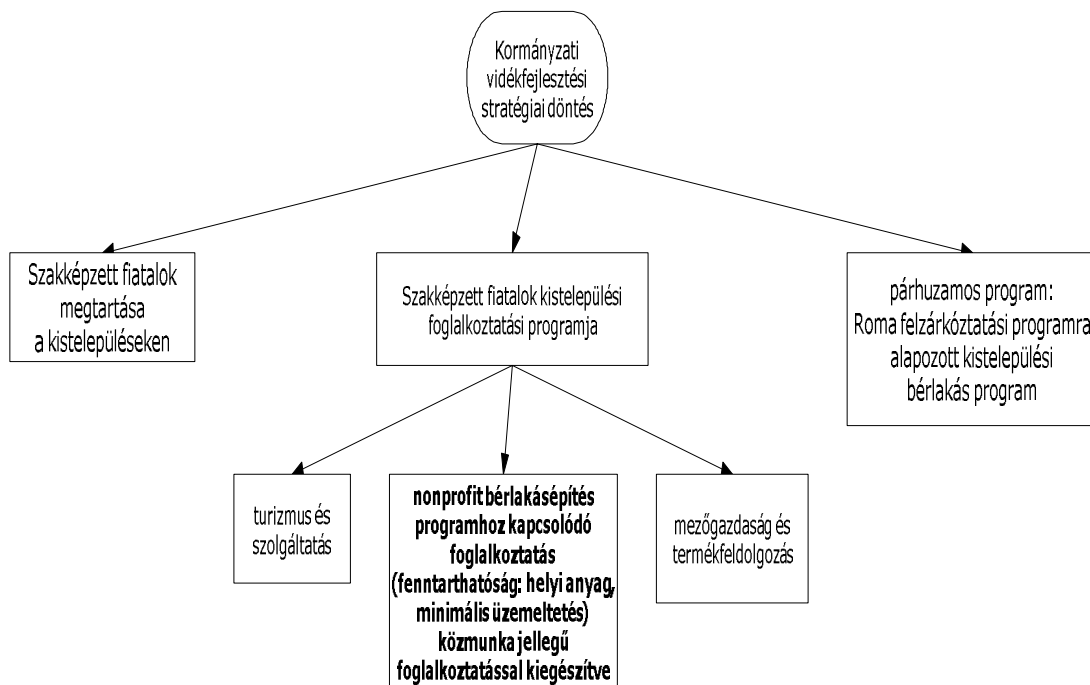 Kormányzati
vidékfejlesztési
stratégiai döntés
Szakképzett fiatalok
megtartása
a kistelepüléseken
Szakképzett fiatalok kistelepülési
foglalkoztatási programja
párhuzamos program:
Roma felzárkóztatási programra
alapozott kistelepülési
bérlakás program
turizmus és
szolgáltatás
nonprofit bérlakásépítés
programhoz kapcsolódó
foglalkoztatás
(fenntarthatóság: helyi anyag,
minimális üzemeltetés)
közmunka jellegű
foglalkoztatással kiegészítve
mezőgazdaság és
termékfeldolgozás